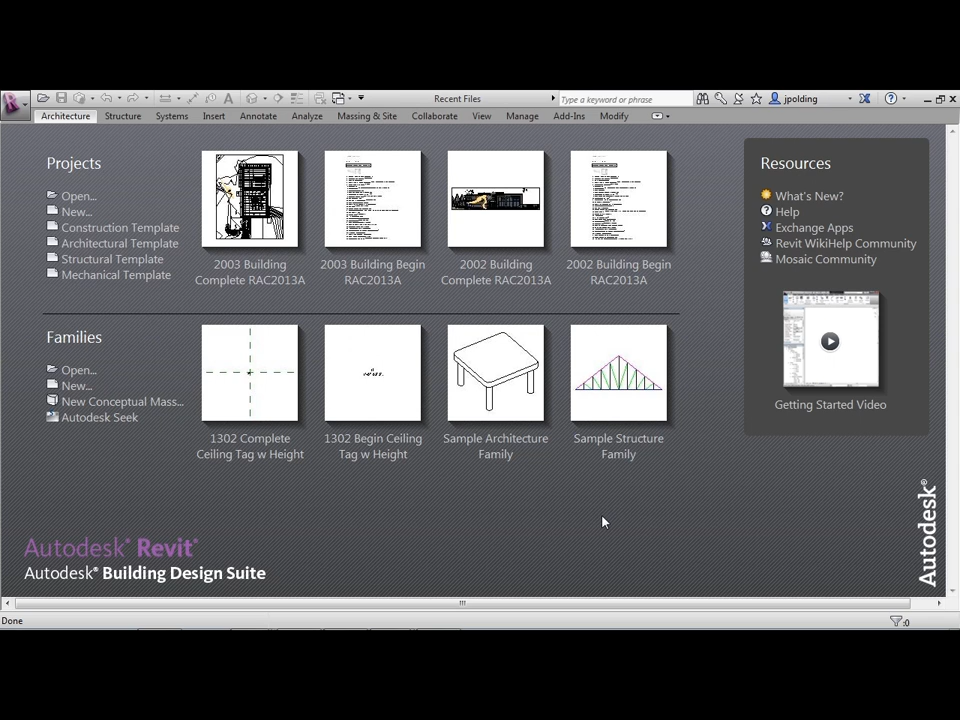 Recent Files
Type a keyword or phrase
jpolding
Architecture
Structure
Systems
Insert
Annotate
Analyze
Massing & Site
Collaborate
View
Manage
Add-Ins
Modify
Projects
Open...
New...
Construction Template
Architectural Template
Structural Template
Mechanical Template
2003 Building
Complete RAC2013A
2003 Building Begin
RAC2013A
2002 Building
Complete RAC2013A
2002 Building Begin
RAC2013A
Families
Open...
New...
New Conceptual Mass...
Autodesk Seek
1302 Complete
Ceiling Tag w Height
1302 Begin Ceiling
Tag w Height
Sample Architecture
Family
Sample Structure
Family
Resources
What's New?
Help
Exchange Apps
Revit WikiHelp Community
Mosaic Community
Getting Started Video
Autodesk® Revit®
Autodesk® Building Design Suite
Autodesk®
Done
:0